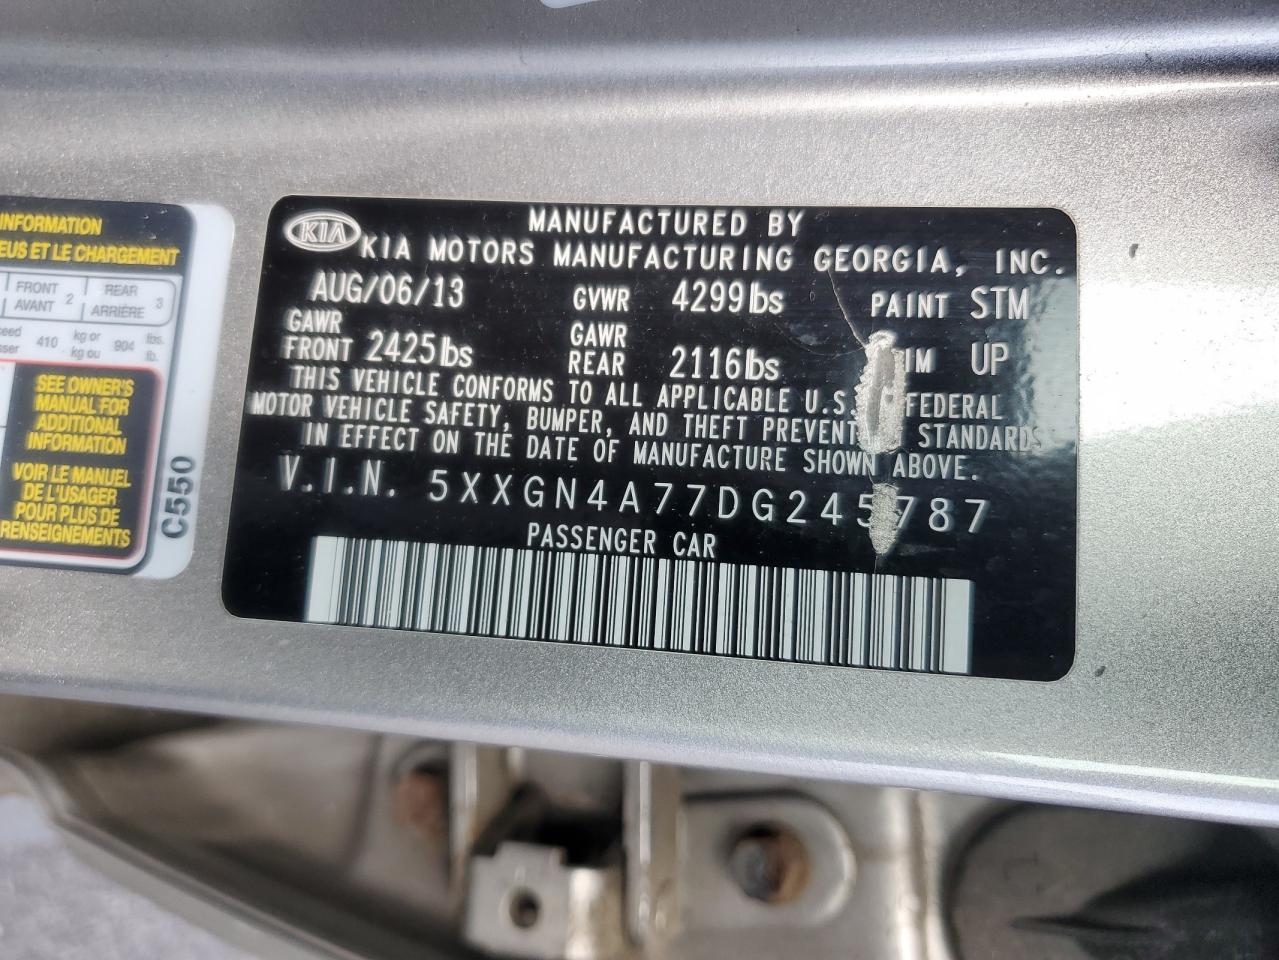 INFORMATION
EUS ET LE CHARGEMENT
FRONT AVANT 2 REAR ARRIÈRE 3
410 kg or kg ou 904 lbs. lb.
SEE OWNER'S
MANUAL FOR
ADDITIONAL
INFORMATION
VOIR LE MANUEL
DE L'USAGER
POUR PLUS DE
RENSEIGNEMENTS
C550
KIA
MANUFACTURED BY
KIA MOTORS MANUFACTURING GEORGIA, INC.
AUG/06/13 GVWR 4299lbs PAINT STM
GAWR FRONT 2425lbs GAWR REAR 2116lbs IM UP
THIS VEHICLE CONFORMS TO ALL APPLICABLE U.S. FEDERAL
MOTOR VEHICLE SAFETY, BUMPER, AND THEFT PREVENT STANDARDS
IN EFFECT ON THE DATE OF MANUFACTURE SHOWN ABOVE.
V.I.N. 5XXGN4A77DG245787
PASSENGER CAR